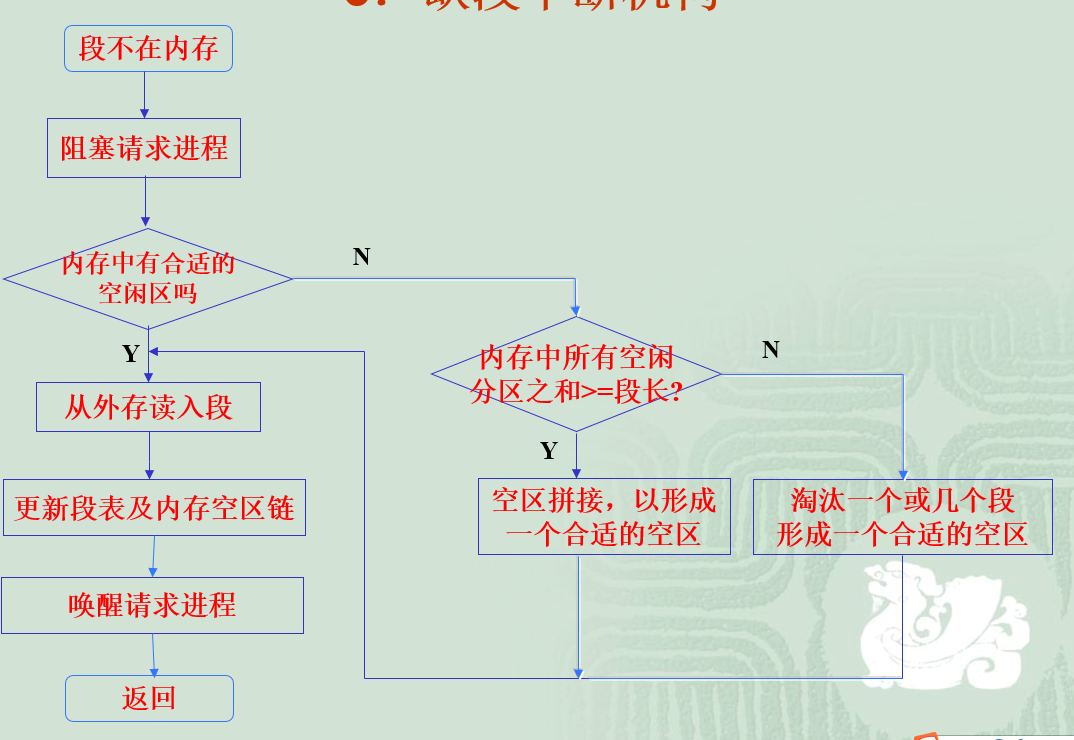 段不在内存
阻塞请求进程
内存中有合适的
空闲区吗
N
Y
从外存读入段
更新段表及内存空区链
唤醒请求进程
返回
内存中所有空闲
分区之和>=段长?
N
Y
空区拼接，以形成
一个合适的空区
淘汰一个或几个段
形成一个合适的空区